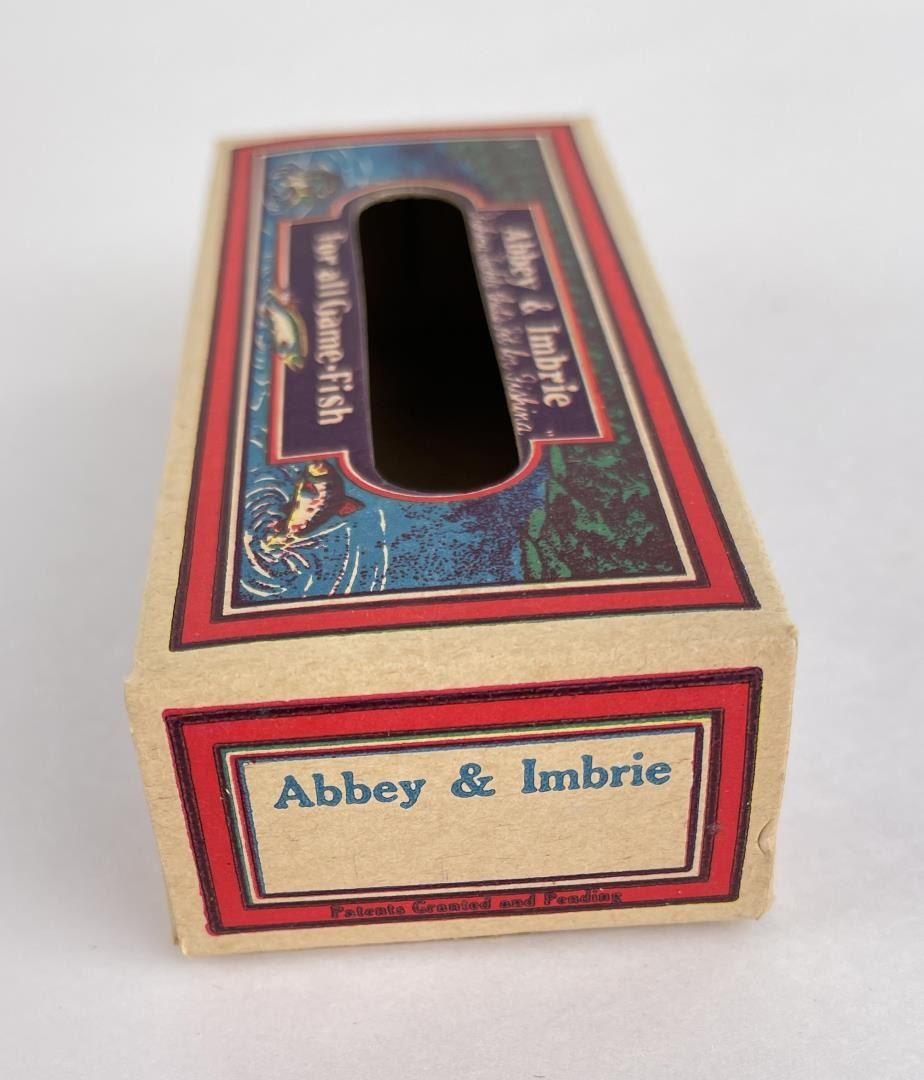 Abbey & Imbrie
for all Game-Fish
Abbey & Imbrie
Patents Granted and Pending